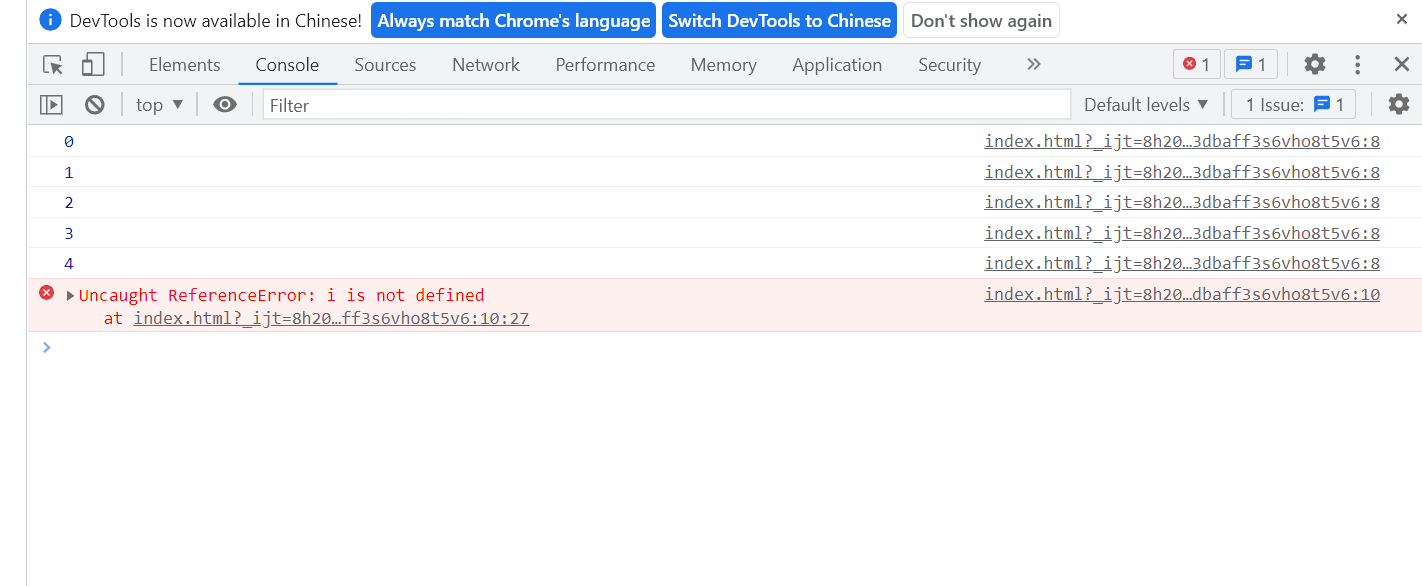 DevTools is now available in Chinese! Always match Chrome's language Switch DevTools to Chinese Don't show again
Elements Console Sources Network Performance Memory Application Security 1 1
top Filter Default levels 1 Issue: 1
0 index.html?_ijt=8h20…3dbaff3s6vho8t5v6:8
1 index.html?_ijt=8h20…3dbaff3s6vho8t5v6:8
2 index.html?_ijt=8h20…3dbaff3s6vho8t5v6:8
3 index.html?_ijt=8h20…3dbaff3s6vho8t5v6:8
4 index.html?_ijt=8h20…3dbaff3s6vho8t5v6:8
Uncaught ReferenceError: i is not defined index.html?_ijt=8h20…dbaff3s6vho8t5v6:10
at index.html?_ijt=8h20…ff3s6vho8t5v6:10:27